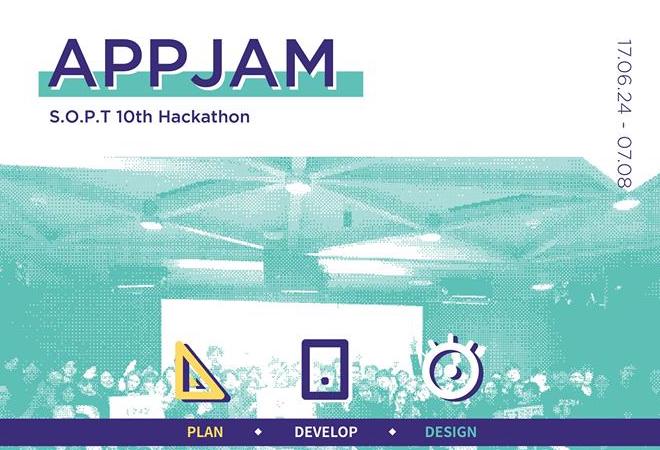 APPJAM
S.O.P.T 10th Hackathon
17.06.24 - 07.08
PLAN ◆ DEVELOP ◆ DESIGN